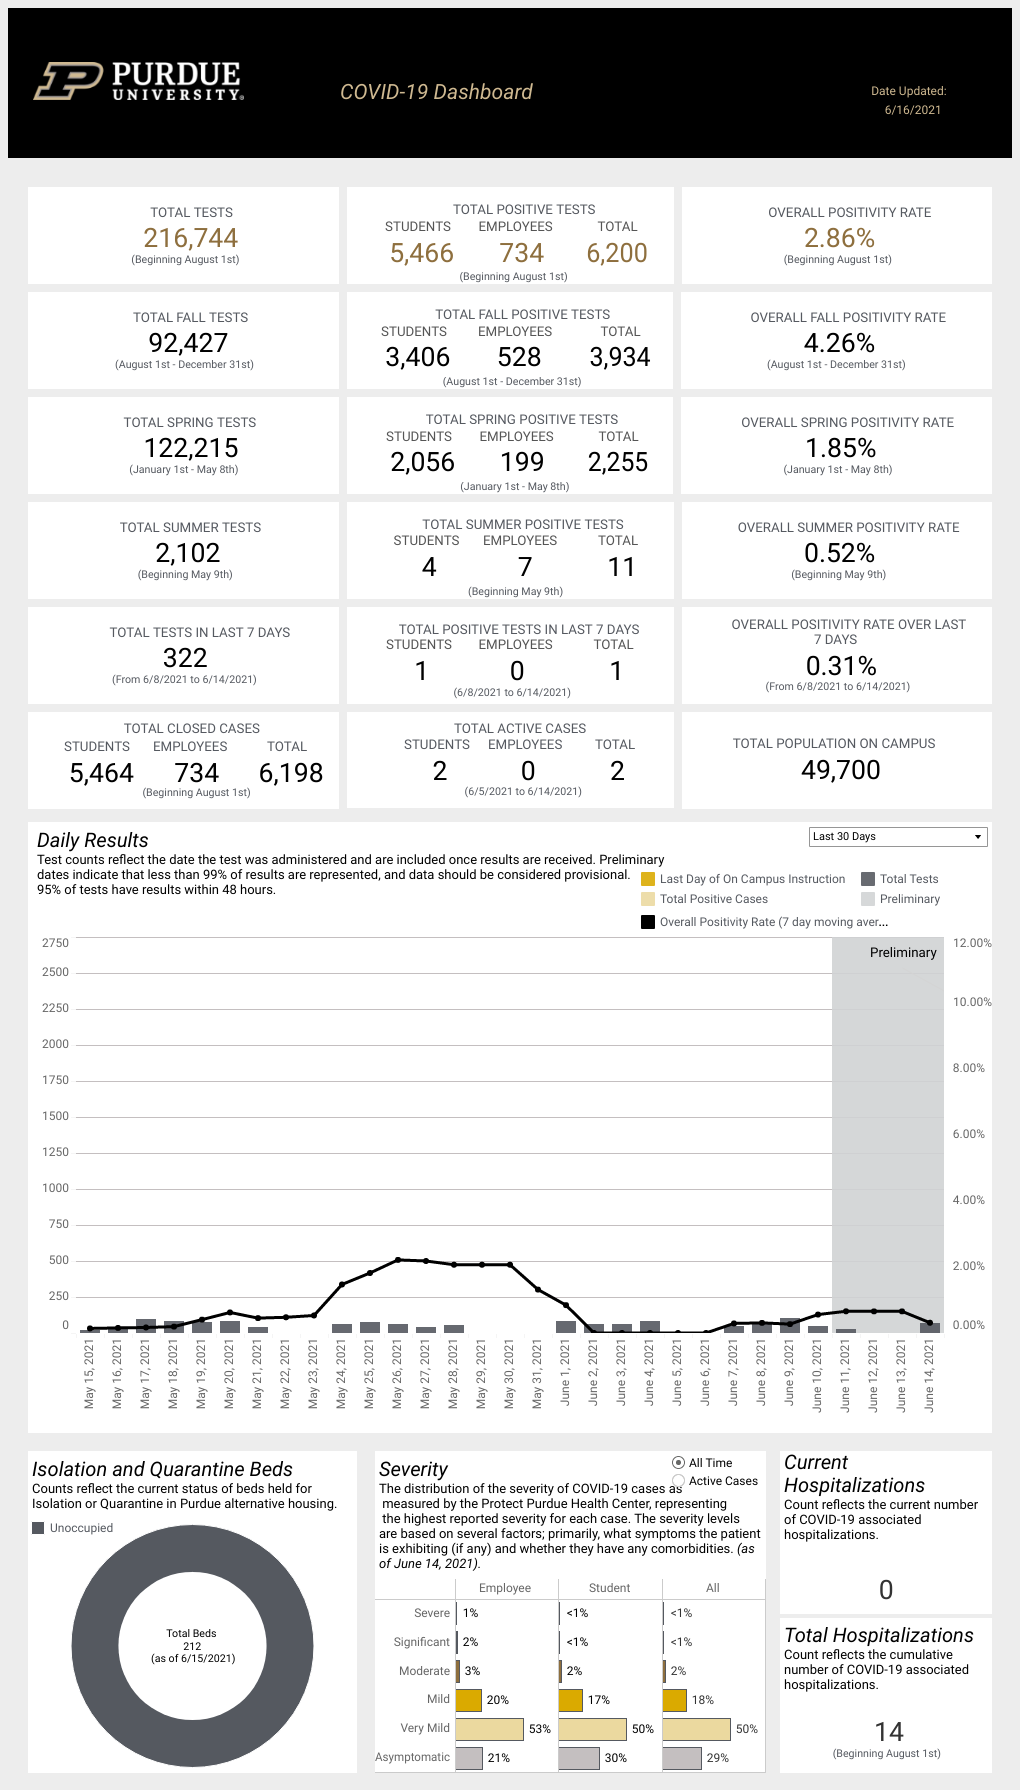 PURDUE
UNIVERSITY®
COVID-19 Dashboard
Date Updated:
6/16/2021
TOTAL TESTS
216,744
(Beginning August 1st)
TOTAL POSITIVE TESTS
STUDENTS EMPLOYEES TOTAL
5,466 734 6,200
(Beginning August 1st)
OVERALL POSITIVITY RATE
2.86%
(Beginning August 1st)
TOTAL FALL TESTS
92,427
(August 1st - December 31st)
TOTAL FALL POSITIVE TESTS
STUDENTS EMPLOYEES TOTAL
3,406 528 3,934
(August 1st - December 31st)
OVERALL FALL POSITIVITY RATE
4.26%
(August 1st - December 31st)
TOTAL SPRING TESTS
122,215
(January 1st - May 8th)
TOTAL SPRING POSITIVE TESTS
STUDENTS EMPLOYEES TOTAL
2,056 199 2,255
(January 1st - May 8th)
OVERALL SPRING POSITIVITY RATE
1.85%
(January 1st - May 8th)
TOTAL SUMMER TESTS
2,102
(Beginning May 9th)
TOTAL SUMMER POSITIVE TESTS
STUDENTS EMPLOYEES TOTAL
4 7 11
(Beginning May 9th)
OVERALL SUMMER POSITIVITY RATE
0.52%
(Beginning May 9th)
TOTAL TESTS IN LAST 7 DAYS
322
(From 6/8/2021 to 6/14/2021)
TOTAL POSITIVE TESTS IN LAST 7 DAYS
STUDENTS EMPLOYEES TOTAL
1 0 1
(6/8/2021 to 6/14/2021)
OVERALL POSITIVITY RATE OVER LAST
7 DAYS
0.31%
(From 6/8/2021 to 6/14/2021)
TOTAL CLOSED CASES
STUDENTS EMPLOYEES TOTAL
5,464 734 6,198
(Beginning August 1st)
TOTAL ACTIVE CASES
STUDENTS EMPLOYEES TOTAL
2 0 2
(6/5/2021 to 6/14/2021)
TOTAL POPULATION ON CAMPUS
49,700
Daily Results
Last 30 Days
Test counts reflect the date the test was administered and are included once results are received. Preliminary
dates indicate that less than 99% of results are represented, and data should be considered provisional.
95% of tests have results within 48 hours.
Last Day of On Campus Instruction
Total Tests
Total Positive Cases
Preliminary
Overall Positivity Rate (7 day moving aver...
Preliminary
2750
2500
2250
2000
1750
1500
1250
1000
750
500
250
0
12.00%
10.00%
8.00%
6.00%
4.00%
2.00%
0.00%
May 15, 2021
May 16, 2021
May 17, 2021
May 18, 2021
May 19, 2021
May 20, 2021
May 21, 2021
May 22, 2021
May 23, 2021
May 24, 2021
May 25, 2021
May 26, 2021
May 27, 2021
May 28, 2021
May 29, 2021
May 30, 2021
May 31, 2021
June 1, 2021
June 2, 2021
June 3, 2021
June 4, 2021
June 5, 2021
June 6, 2021
June 7, 2021
June 8, 2021
June 9, 2021
June 10, 2021
June 11, 2021
June 12, 2021
June 13, 2021
June 14, 2021
Isolation and Quarantine Beds
Counts reflect the current status of beds held for
Isolation or Quarantine in Purdue alternative housing.
Unoccupied
Total Beds
212
(as of 6/15/2021)
Severity
All Time
Active Cases
The distribution of the severity of COVID-19 cases as
measured by the Protect Purdue Health Center, representing
the highest reported severity for each case. The severity levels
are based on several factors; primarily, what symptoms the patient
is exhibiting (if any) and whether they have any comorbidities. (as
of June 14, 2021).
Employee Student All
Severe 1% <1% <1%
Significant 2% <1% <1%
Moderate 3% 2% 2%
Mild 20% 17% 18%
Very Mild 53% 50% 50%
Asymptomatic 21% 30% 29%
Current
Hospitalizations
Count reflects the current number
of COVID-19 associated
hospitalizations.
0
Total Hospitalizations
Count reflects the cumulative
number of COVID-19 associated
hospitalizations.
14
(Beginning August 1st)